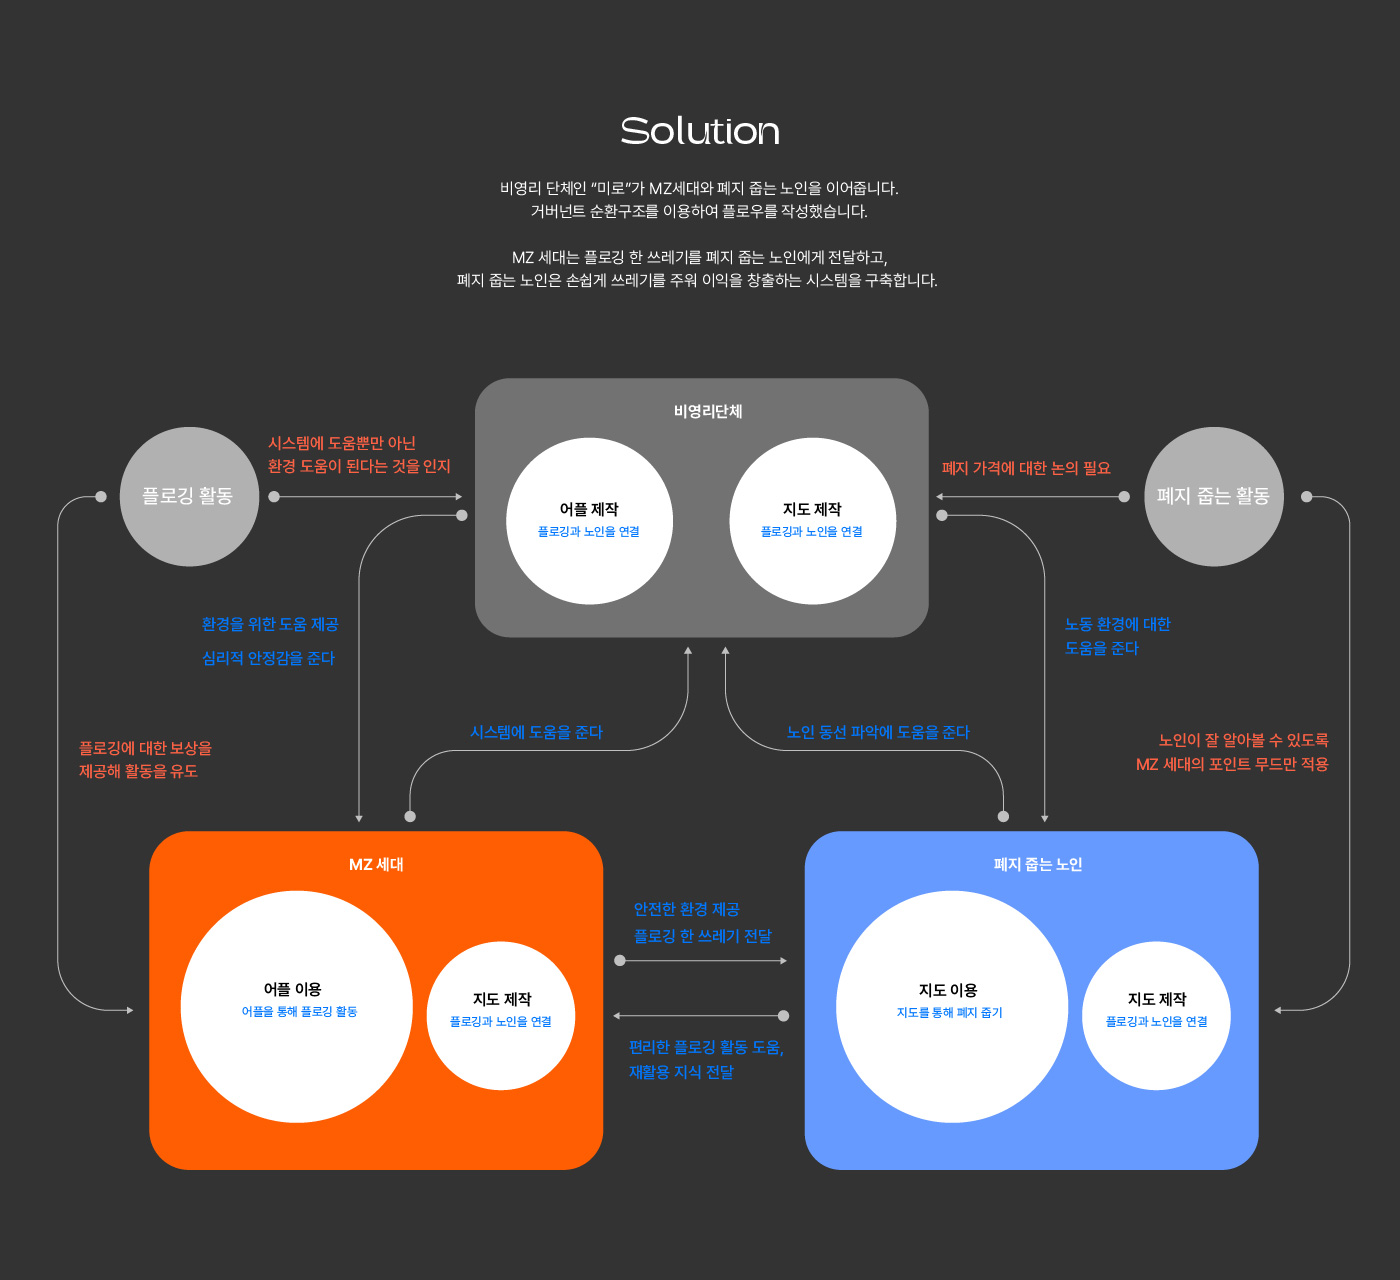 Solution
비영리 단체인 “미로”가 MZ세대와 폐지 줍는 노인을 이어줍니다.
거버넌트 순환구조를 이용하여 플로우를 작성했습니다.
MZ 세대는 플로깅 한 쓰레기를 폐지 줍는 노인에게 전달하고,
폐지 줍는 노인은 손쉽게 쓰레기를 주워 이익을 창출하는 시스템을 구축합니다.
비영리단체
어플 제작
플로깅과 노인을 연결
지도 제작
플로깅과 노인을 연결
플로깅 활동
시스템에 도움뿐만 아닌
환경 도움이 된다는 것을 인지
폐지 가격에 대한 논의 필요
폐지 줍는 활동
환경을 위한 도움 제공
심리적 안정감을 준다
노동 환경에 대한
도움을 준다
시스템에 도움을 준다
노인 동선 파악에 도움을 준다
플로깅에 대한 보상을
제공해 활동을 유도
노인이 잘 알아볼 수 있도록
MZ 세대의 포인트 무드만 적용
MZ 세대
어플 이용
어플을 통해 플로깅 활동
지도 제작
플로깅과 노인을 연결
안전한 환경 제공
플로깅 한 쓰레기 전달
편리한 플로깅 활동 도움,
재활용 지식 전달
폐지 줍는 노인
지도 이용
지도를 통해 폐지 줍기
지도 제작
플로깅과 노인을 연결